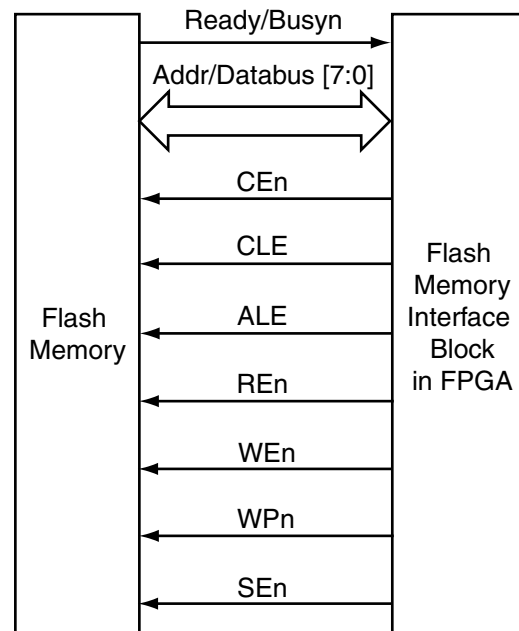 Ready/Busyn
Addr/Databus [7:0]
CEn
CLE
ALE
REn
WEn
WPn
SEn
Flash
Memory
Flash
Memory
Interface
Block
in FPGA